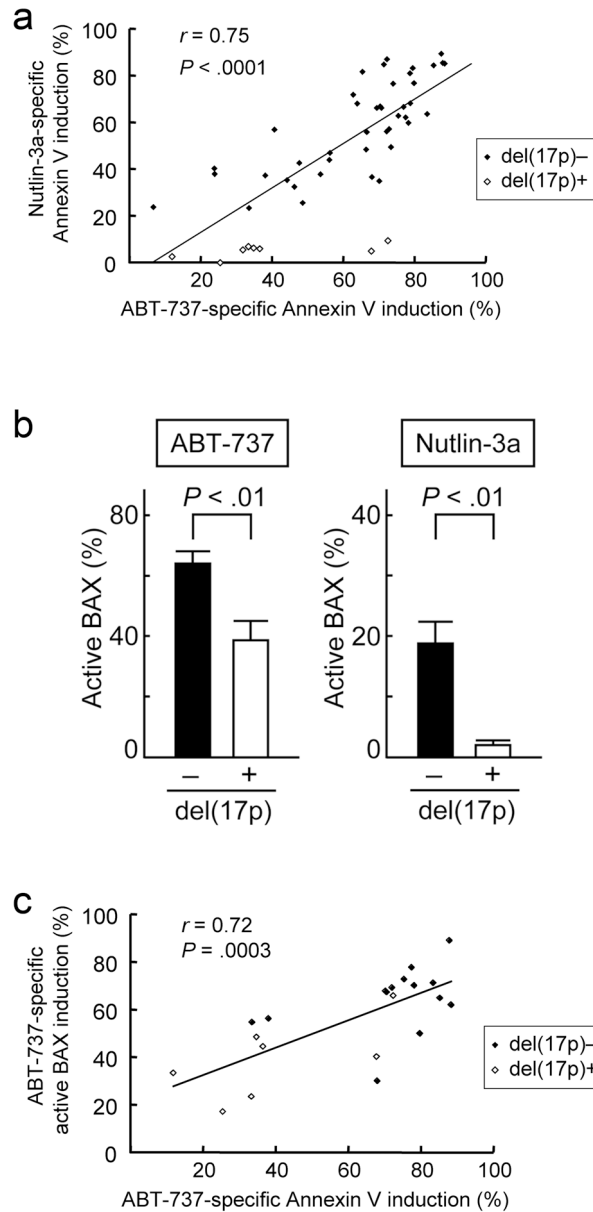 a
Nutlin-3a-specific
Annexin V induction (%)
100
80
60
40
20
0
r = 0.75
P < .0001
del(17p)–
del(17p)+
20
40
60
80
100
ABT-737-specific Annexin V induction (%)
b
ABT-737
Nutlin-3a
P < .01
P < .01
Active BAX (%)
80
40
0
Active BAX (%)
40
20
0
– +
del(17p)
– +
del(17p)
c
ABT-737-specific
active BAX induction (%)
100
80
60
40
20
0
r = 0.72
P = .0003
del(17p)–
del(17p)+
20
40
60
80
100
ABT-737-specific Annexin V induction (%)